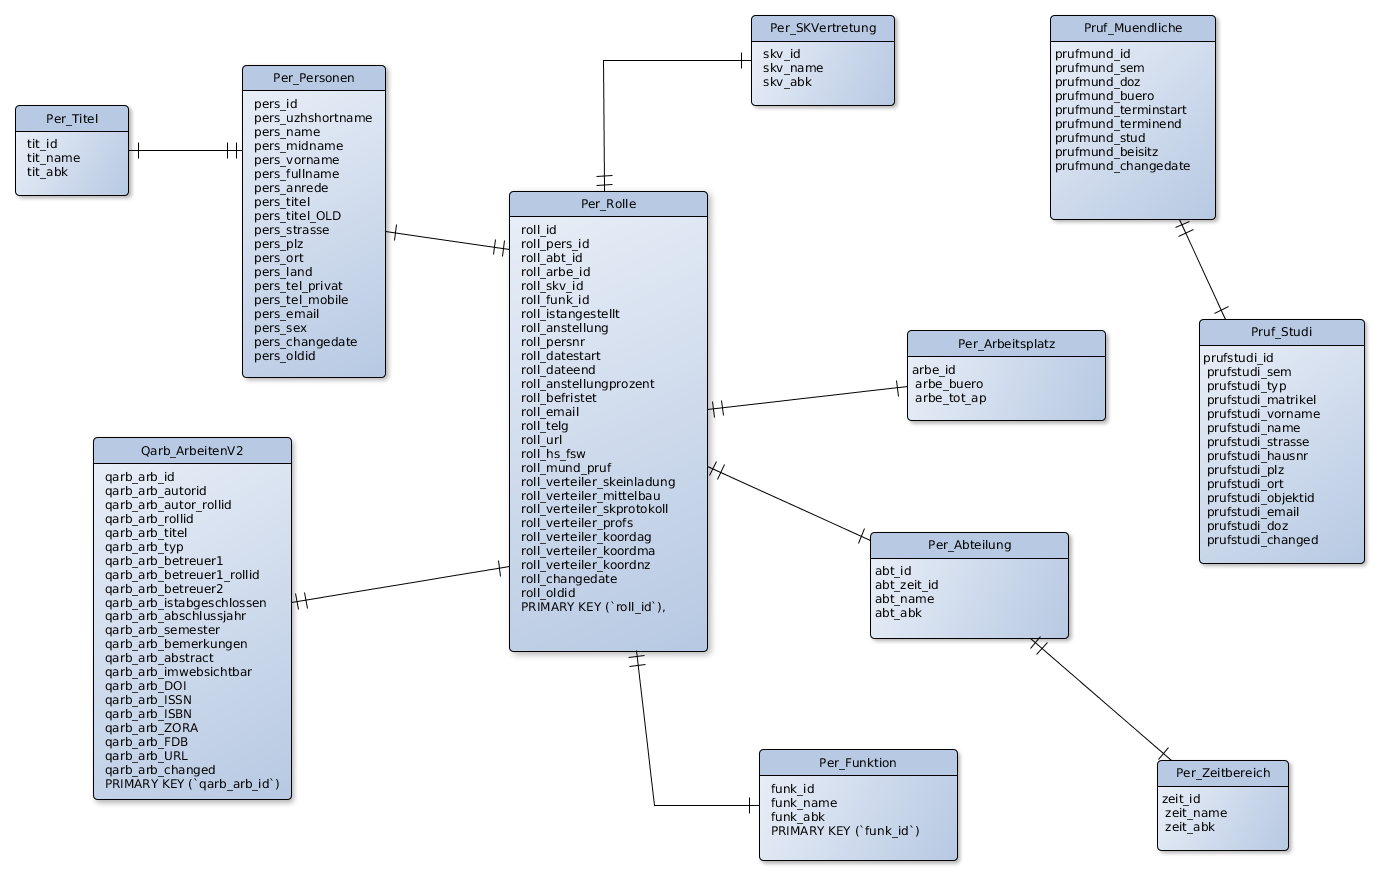 Per_Titel
tit_id
tit_name
tit_abk
Per_Personen
pers_id
pers_uzhshortname
pers_name
pers_midname
pers_vorname
pers_fullname
pers_anrede
pers_titel
pers_titel_OLD
pers_strasse
pers_plz
pers_ort
pers_land
pers_tel_privat
pers_tel_mobile
pers_email
pers_sex
pers_changedate
pers_oldid
Per_SKVertretung
skv_id
skv_name
skv_abk
Pruf_Muendliche
prufmund_id
prufmund_sem
prufmund_doz
prufmund_buero
prufmund_terminstart
prufmund_terminend
prufmund_stud
prufmund_beisitz
prufmund_changedate
Per_Rolle
roll_id
roll_pers_id
roll_abt_id
roll_arbe_id
roll_skv_id
roll_funk_id
roll_istangestellt
roll_anstellung
roll_persnr
roll_datestart
roll_dateend
roll_anstellungprozent
roll_befristet
roll_email
roll_telg
roll_url
roll_hs_fsw
roll_mund_pruf
roll_verteiler_skeinladung
roll_verteiler_mittelbau
roll_verteiler_skprotokoll
roll_verteiler_profs
roll_verteiler_koordag
roll_verteiler_koordma
roll_verteiler_koordnz
roll_changedate
roll_oldid
PRIMARY KEY (`roll_id`),
Per_Arbeitsplatz
arbe_id
arbe_buero
arbe_tot_ap
Pruf_Studi
prufstudi_id
prufstudi_sem
prufstudi_typ
prufstudi_matrikel
prufstudi_vorname
prufstudi_name
prufstudi_strasse
prufstudi_hausnr
prufstudi_plz
prufstudi_ort
prufstudi_objektid
prufstudi_email
prufstudi_doz
prufstudi_changed
Qarb_ArbeitenV2
qarb_arb_id
qarb_arb_autorid
qarb_arb_autor_rollid
qarb_arb_rollid
qarb_arb_titel
qarb_arb_typ
qarb_arb_betreuer1
qarb_arb_betreuer1_rollid
qarb_arb_betreuer2
qarb_arb_istabgeschlossen
qarb_arb_abschlussjahr
qarb_arb_semester
qarb_arb_bemerkungen
qarb_arb_abstract
qarb_arb_imwebsichtbar
qarb_arb_DOI
qarb_arb_ISSN
qarb_arb_ISBN
qarb_arb_ZORA
qarb_arb_FDB
qarb_arb_URL
qarb_arb_changed
PRIMARY KEY (`qarb_arb_id`)
Per_Abteilung
abt_id
abt_zeit_id
abt_name
abt_abk
Per_Funktion
funk_id
funk_name
funk_abk
PRIMARY KEY (`funk_id`)
Per_Zeitbereich
zeit_id
zeit_name
zeit_abk